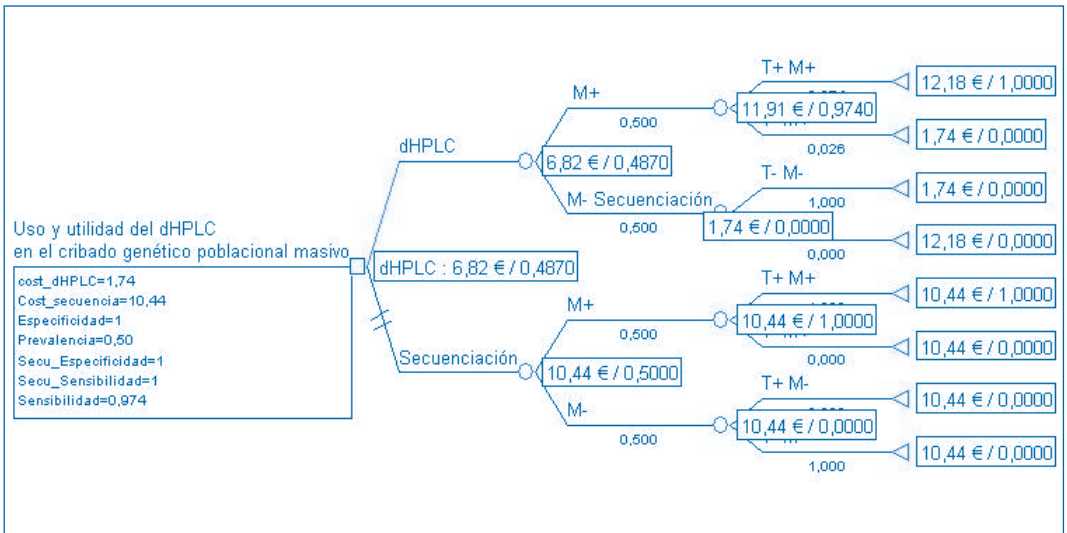 Uso y utilidad del dHPLC
en el cribado genético poblacional masivo
cost_dHPLC=1,74
Cost_secuencia=10,44
Especificidad=1
Prevalencia=0,50
Secu_Especificidad=1
Secu_Sensibilidad=1
Sensibilidad=0,974
dHPLC : 6,82 € / 0,4870
dHPLC
6,82 € / 0,4870
M+
0,500
11,91 € / 0,9740
T+ M+
12,18 € / 1,0000
0,026
1,74 € / 0,0000
M- Secuenciación
0,500
1,74 € / 0,0000
T- M-
1,000
1,74 € / 0,0000
0,000
12,18 € / 0,0000
Secuenciación
10,44 € / 0,5000
M+
0,500
10,44 € / 1,0000
T+ M+
10,44 € / 1,0000
0,000
10,44 € / 0,0000
M-
0,500
10,44 € / 0,0000
T+ M-
10,44 € / 0,0000
1,000
10,44 € / 0,0000